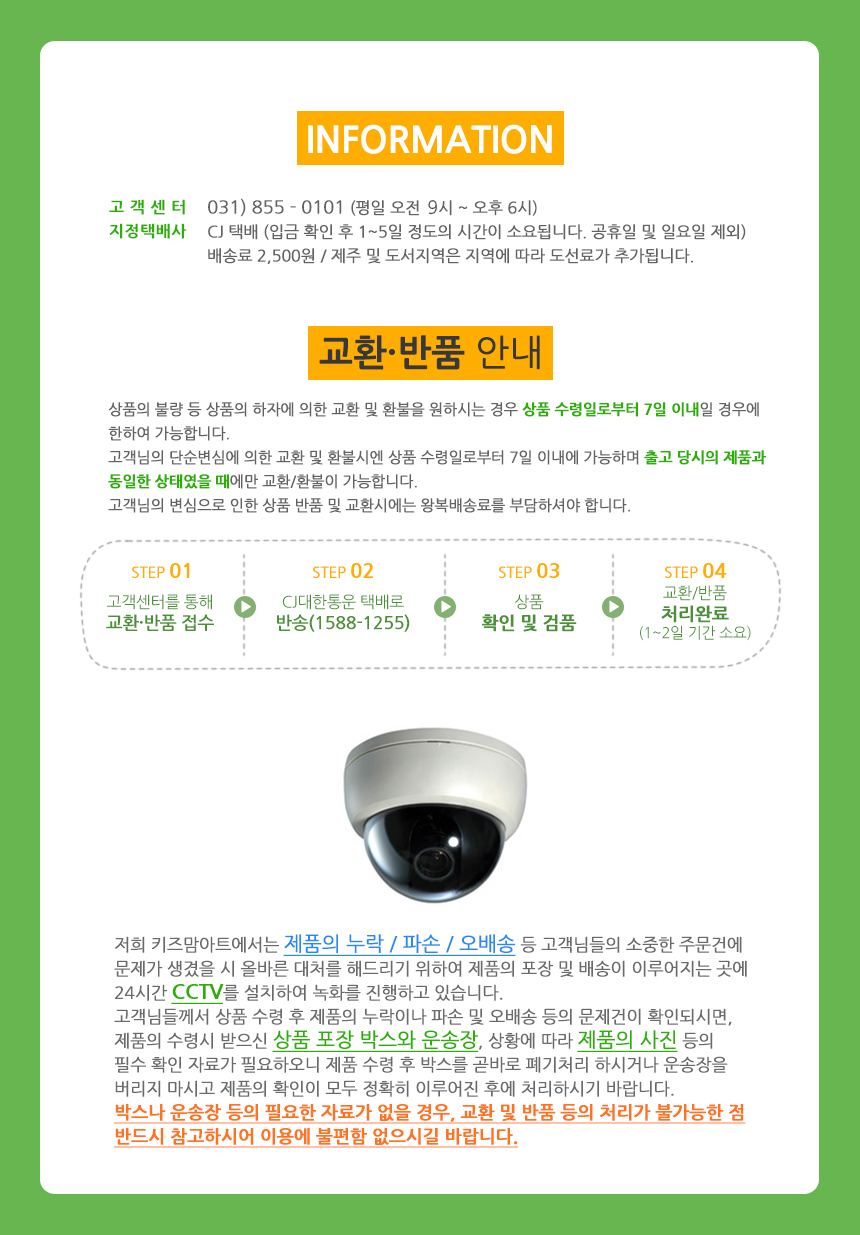 INFORMATION
고 객 센 터 031) 855 - 0101 (평일 오전 9시 ~ 오후 6시)
지정택배사 CJ 택배 (입금 확인 후 1~5일 정도의 시간이 소요됩니다. 공휴일 및 일요일 제외)
배송료 2,500원 / 제주 및 도서지역은 지역에 따라 도선료가 추가됩니다.
교환·반품 안내
상품의 불량 등 상품의 하자에 의한 교환 및 환불을 원하시는 경우 상품 수령일로부터 7일 이내일 경우에
한하여 가능합니다.
고객님의 단순변심에 의한 교환 및 환불시엔 상품 수령일로부터 7일 이내에 가능하며 출고 당시의 제품과
동일한 상태였을 때에만 교환/환불이 가능합니다.
고객님의 변심으로 인한 상품 반품 및 교환시에는 왕복배송료를 부담하셔야 합니다.
STEP 01
고객센터를 통해
교환·반품 접수
STEP 02
CJ대한통운 택배로
반송(1588-1255)
STEP 03
상품
확인 및 검품
STEP 04
교환/반품
처리완료
(1~2일 기간 소요)
저희 키즈맘아트에서는 제품의 누락 / 파손 / 오배송 등 고객님들의 소중한 주문건에
문제가 생겼을 시 올바른 대처를 해드리기 위하여 제품의 포장 및 배송이 이루어지는 곳에
24시간 CCTV를 설치하여 녹화를 진행하고 있습니다.
고객님들께서 상품 수령 후 제품의 누락이나 파손 및 오배송 등의 문제건이 확인되시면,
제품의 수령시 받으신 상품 포장 박스와 운송장, 상황에 따라 제품의 사진 등의
필수 확인 자료가 필요하오니 제품 수령 후 박스를 곧바로 폐기처리 하시거나 운송장을
버리지 마시고 제품의 확인이 모두 정확히 이루어진 후에 처리하시기 바랍니다.
박스나 운송장 등의 필요한 자료가 없을 경우, 교환 및 반품 등의 처리가 불가능한 점
반드시 참고하시어 이용에 불편함 없으시길 바랍니다.